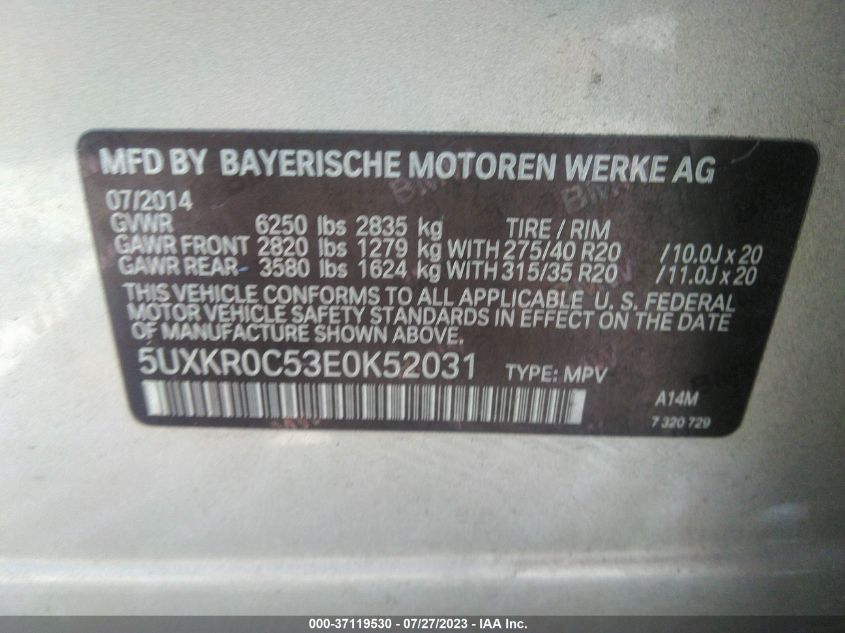 MFD BY BAYERISCHE MOTOREN WERKE AG
07/2014
GVWR 6250 lbs 2835 kg TIRE / RIM
GAWR FRONT 2820 lbs 1279 kg WITH 275/40 R20 /10.0J x 20
GAWR REAR 3580 lbs 1624 kg WITH 315/35 R20 /11.0J x 20
THIS VEHICLE CONFORMS TO ALL APPLICABLE U. S. FEDERAL
MOTOR VEHICLE SAFETY STANDARDS IN EFFECT ON THE DATE
OF MANUFACTURE SHOWN ABOVE.
5UXKR0C53E0K52031 TYPE: MPV
A14M
7 320 729
000-37119530 - 07/27/2023 - IAA Inc.